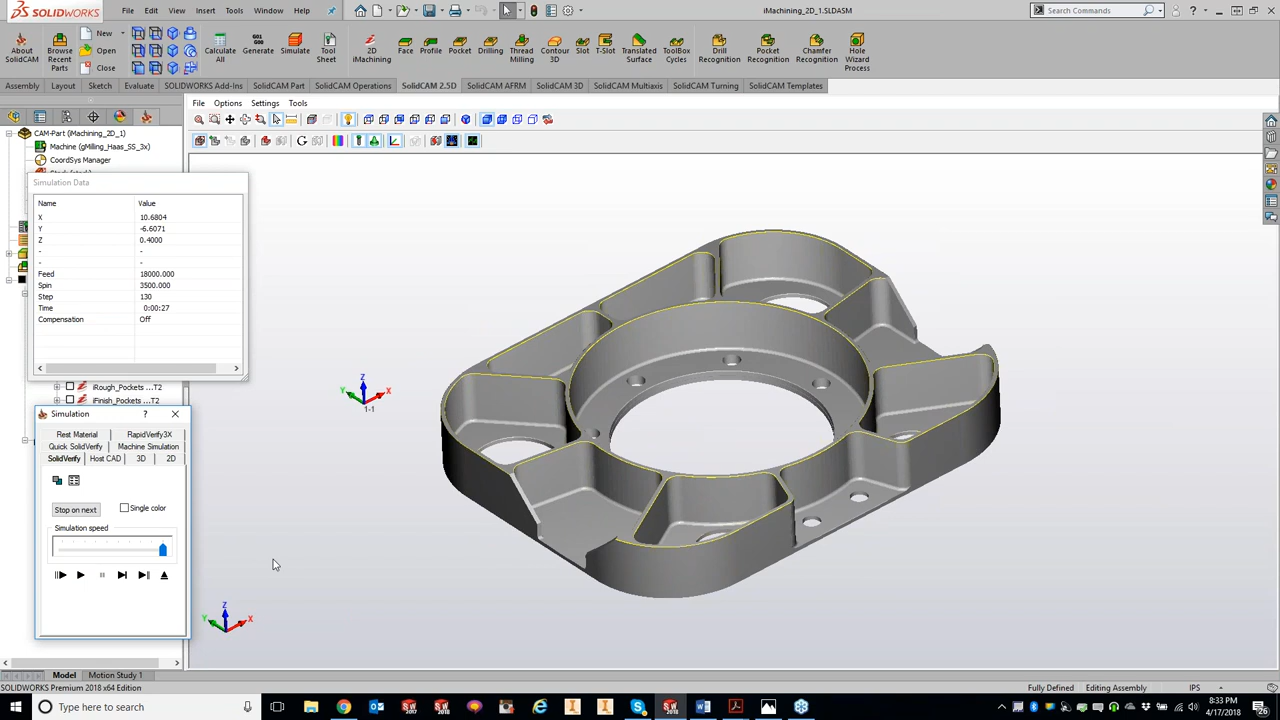 SOLIDWORKS File Edit View Insert Tools Window Help iMachining_2D_1.SLDASM Search Commands
About SolidCAM
Browse Recent Parts
New
Open
Close
Calculate All
G01 G00
Generate
Simulate
Tool Sheet
2D iMachining
Face
Profile
Pocket
Drilling
Thread Milling
Contour 3D
Slot
T-Slot
Translated Surface
ToolBox Cycles
Drill Recognition
Pocket Recognition
Chamfer Recognition
Hole Wizard Process
Assembly Layout Sketch Evaluate SOLIDWORKS Add-Ins SolidCAM Part SolidCAM Operations SolidCAM 2.5D SolidCAM AFRM SolidCAM 3D SolidCAM Multiaxis SolidCAM Turning SolidCAM Templates
File Options Settings Tools
CAM-Part (Machining_2D_1)
Machine (gMilling_Haas_SS_3x)
CoordSys Manager
Simulation Data
Name Value
X 10.6804
Y -6.6071
Z 0.4000
- -
- -
Feed 18000.000
Spin 3500.000
Step 130
Time 0:00:27
Compensation Off
iRough_Pockets ...T2
iFinish_Pockets ...T2
Simulation ?
Rest Material RapidVerify3X
Quick SolidVerify Machine Simulation
SolidVerify Host CAD 3D 2D
Stop on next Single color
Simulation speed
Z
Y X
1-1
Z
Y X
Model Motion Study 1
SOLIDWORKS Premium 2018 x64 Edition Fully Defined Editing Assembly IPS
Type here to search
8:33 PM
4/17/2018
26